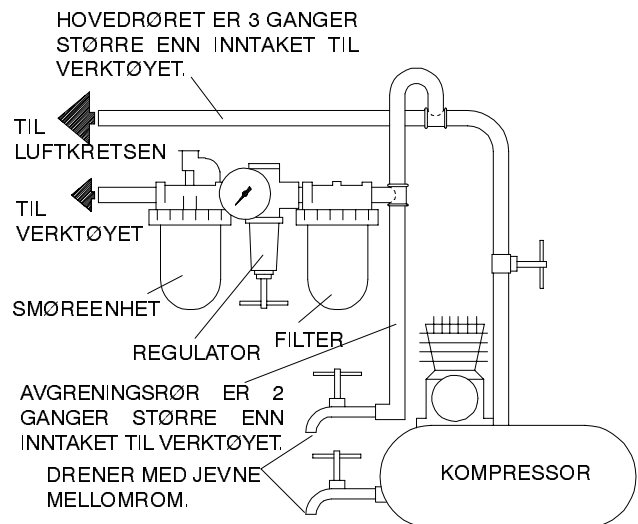 HOVEDRØRET ER 3 GANGER
STØRRE ENN INNTAKET TIL
VERKTØYET.
TIL
LUFTKRETSEN
TIL
VERKTØYET
SMØREENHET
REGULATOR
FILTER
AVGRENINGSRØR ER 2
GANGER STØRRE ENN
INNTAKET TIL VERKTØYET.
DRENER MED JEVNE
MELLOMROM.
KOMPRESSOR